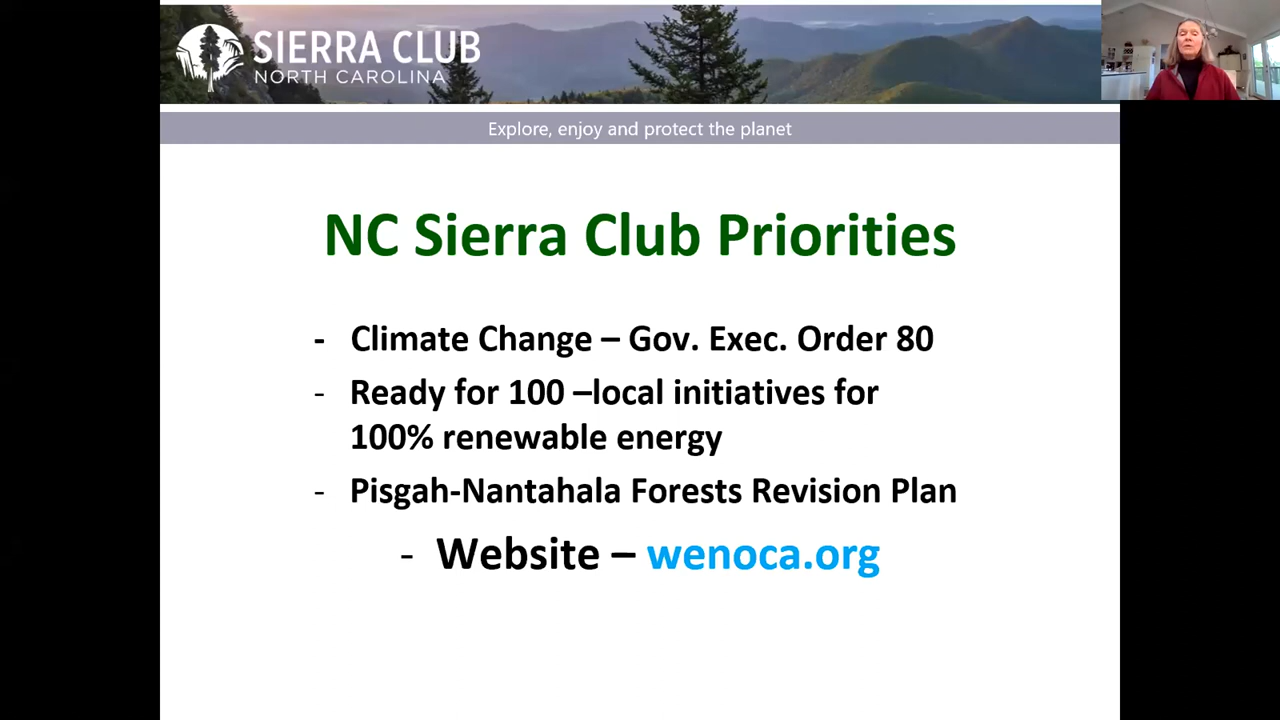 SIERRA CLUB
NORTH CAROLINA
Explore, enjoy and protect the planet
NC Sierra Club Priorities
- Climate Change – Gov. Exec. Order 80
- Ready for 100 –local initiatives for
100% renewable energy
- Pisgah-Nantahala Forests Revision Plan
- Website – wenoca.org